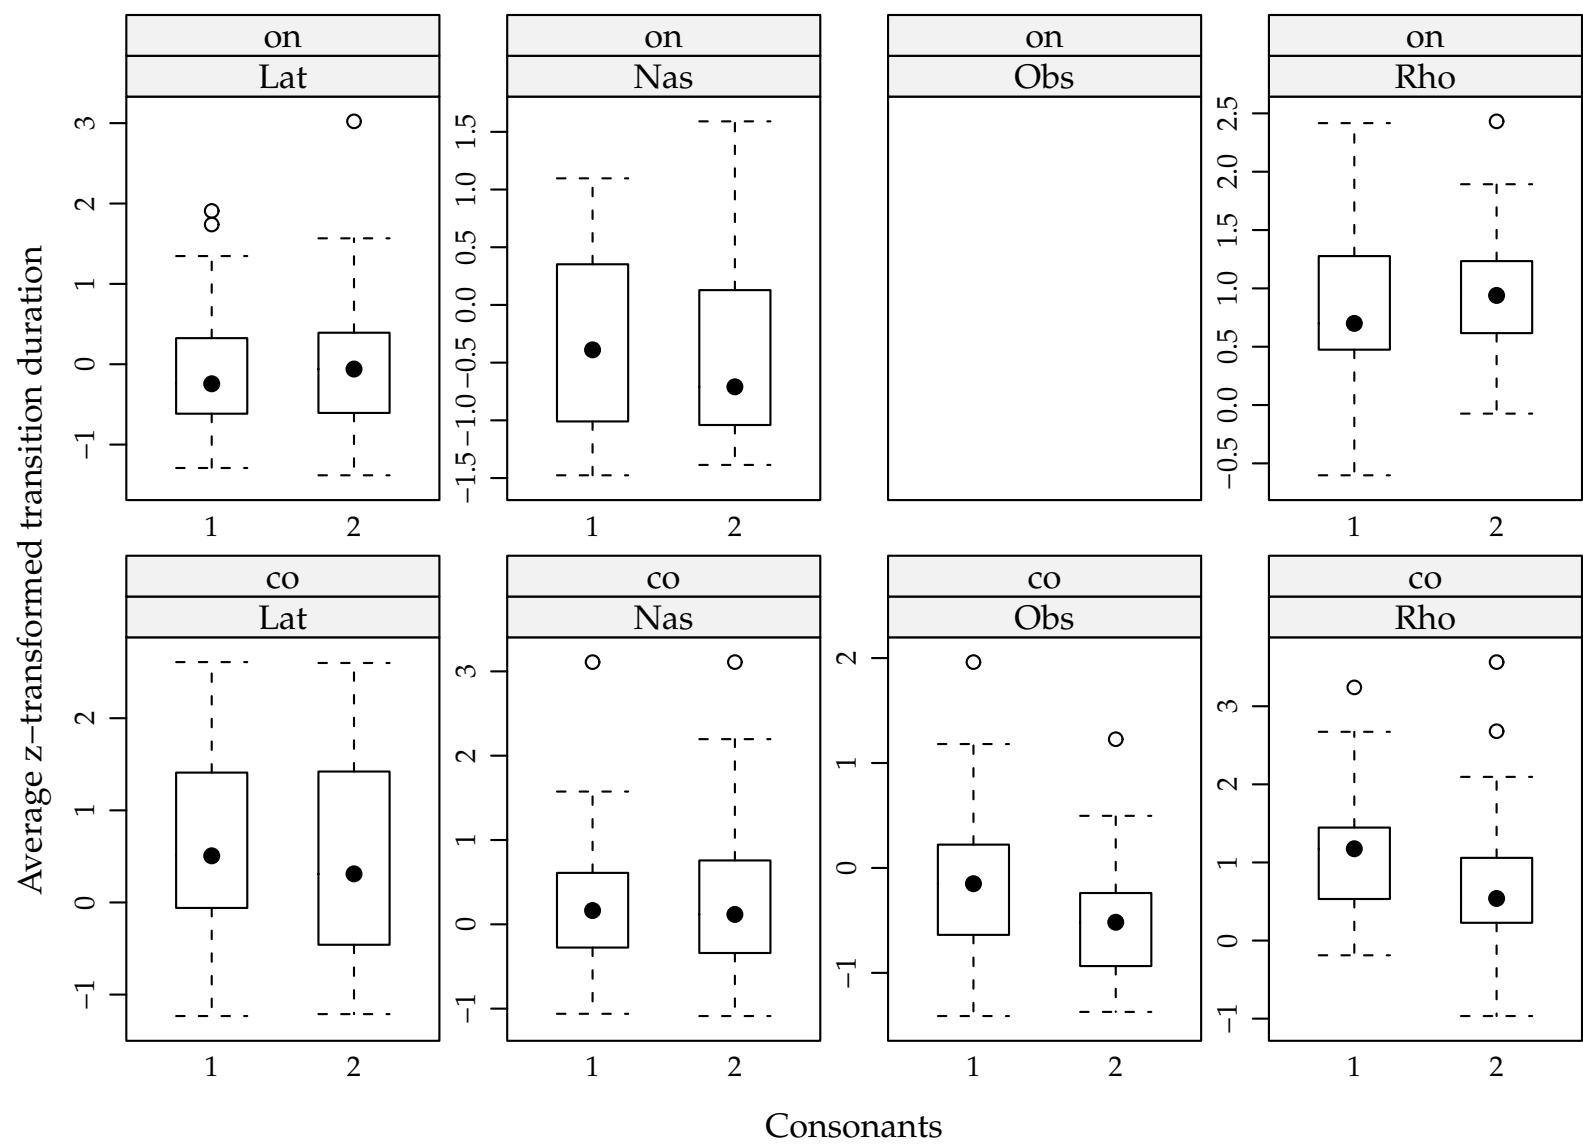 on on on on
Lat Nas Obs Rho
Average z−transformed transition duration
−1 0 1 2 3
−1.5 −1.0 −0.5 0.0 0.5 1.0 1.5
−0.5 0.0 0.5 1.0 1.5 2.0 2.5
1 2 1 2 1 2
co co co co
Lat Nas Obs Rho
−1 0 1 2
−1 0 1 2 3
−1 0 1 2
−1 0 1 2 3
1 2 1 2 1 2 1 2
Consonants